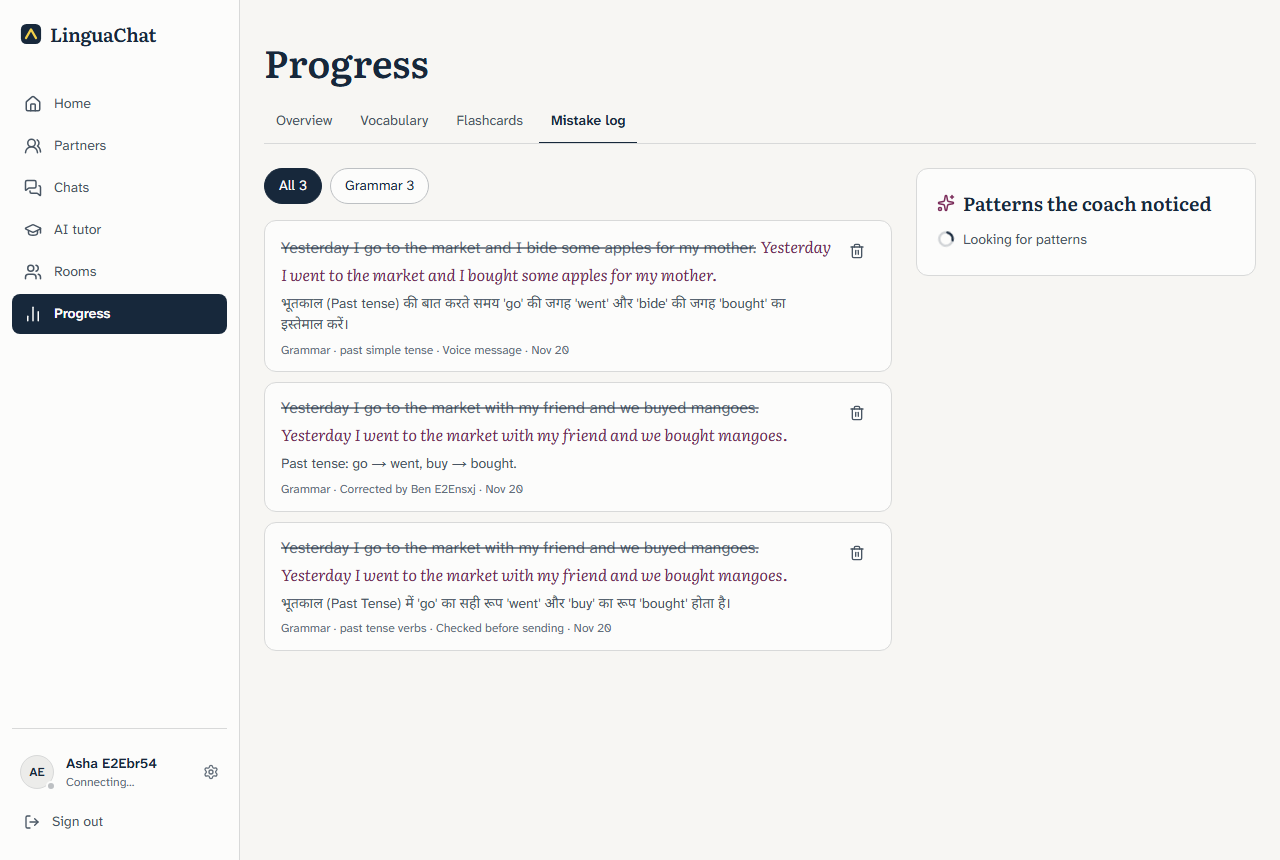 LinguaChat
Home
Partners
Chats
AI tutor
Rooms
Progress
AE
Asha E2Ebr54
Connecting...
Sign out
Progress
Overview Vocabulary Flashcards Mistake log
All 3 Grammar 3
Yesterday I go to the market and I bide some apples for my mother. Yesterday
I went to the market and I bought some apples for my mother.
भूतकाल (Past tense) की बात करते समय 'go' की जगह 'went' और 'bide' की जगह 'bought' का
इस्तेमाल करें।
Grammar · past simple tense · Voice message · Nov 20
Yesterday I go to the market with my friend and we buyed mangoes.
Yesterday I went to the market with my friend and we bought mangoes.
Past tense: go → went, buy → bought.
Grammar · Corrected by Ben E2Ensxj · Nov 20
Yesterday I go to the market with my friend and we buyed mangoes.
Yesterday I went to the market with my friend and we bought mangoes.
भूतकाल (Past Tense) में 'go' का सही रूप 'went' और 'buy' का रूप 'bought' होता है।
Grammar · past tense verbs · Checked before sending · Nov 20
Patterns the coach noticed
Looking for patterns